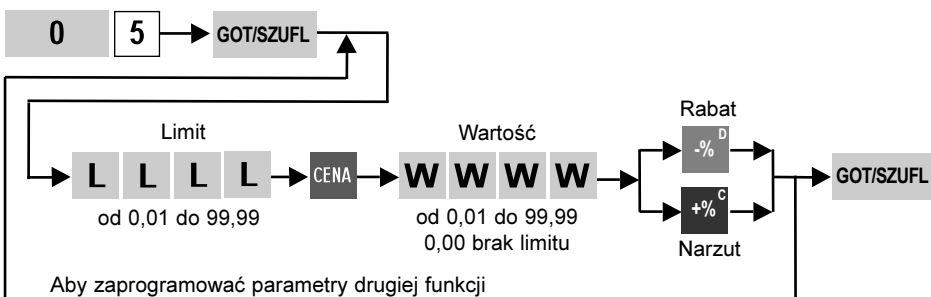 0 5 GOT/SZUFL
Limit
Wartość
Rabat
L L L L CENA W W W W
-% D
+% C
GOT/SZUFL
od 0,01 do 99,99
od 0,01 do 99,99
0,00 brak limitu
Narzut
Aby zaprogramować parametry drugiej funkcji